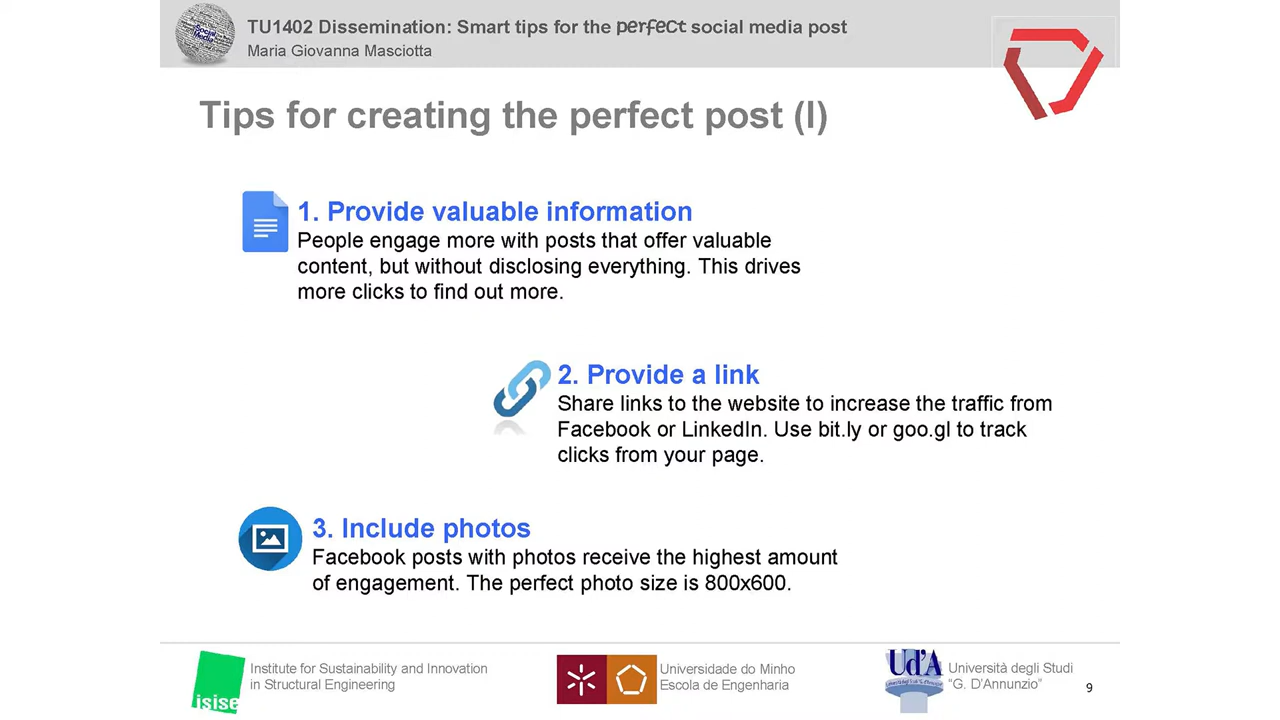 Social
Media
TU1402 Dissemination: Smart tips for the perfect social media post
Maria Giovanna Masciotta
Tips for creating the perfect post (I)
1. Provide valuable information
People engage more with posts that offer valuable
content, but without disclosing everything. This drives
more clicks to find out more.
2. Provide a link
Share links to the website to increase the traffic from
Facebook or LinkedIn. Use bit.ly or goo.gl to track
clicks from your page.
3. Include photos
Facebook posts with photos receive the highest amount
of engagement. The perfect photo size is 800x600.
isise
Institute for Sustainability and Innovation
in Structural Engineering
Universidade do Minho
Escola de Engenharia
Ud'A
Università degli Studi
“G. D’Annunzio”
9